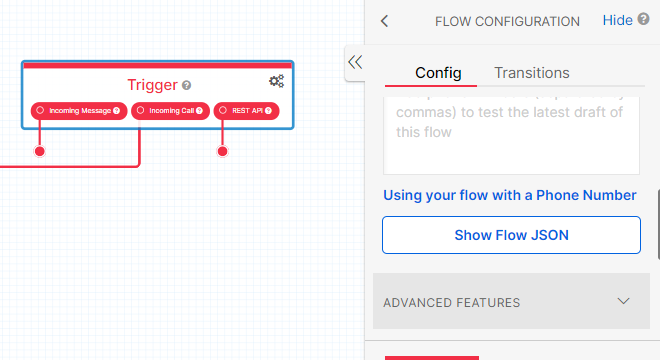 FLOW CONFIGURATION
Hide
Config
Transitions
commas) to test the latest draft of
this flow
Using your flow with a Phone Number
Show Flow JSON
ADVANCED FEATURES
Trigger
Incoming Message
Incoming Call
REST API